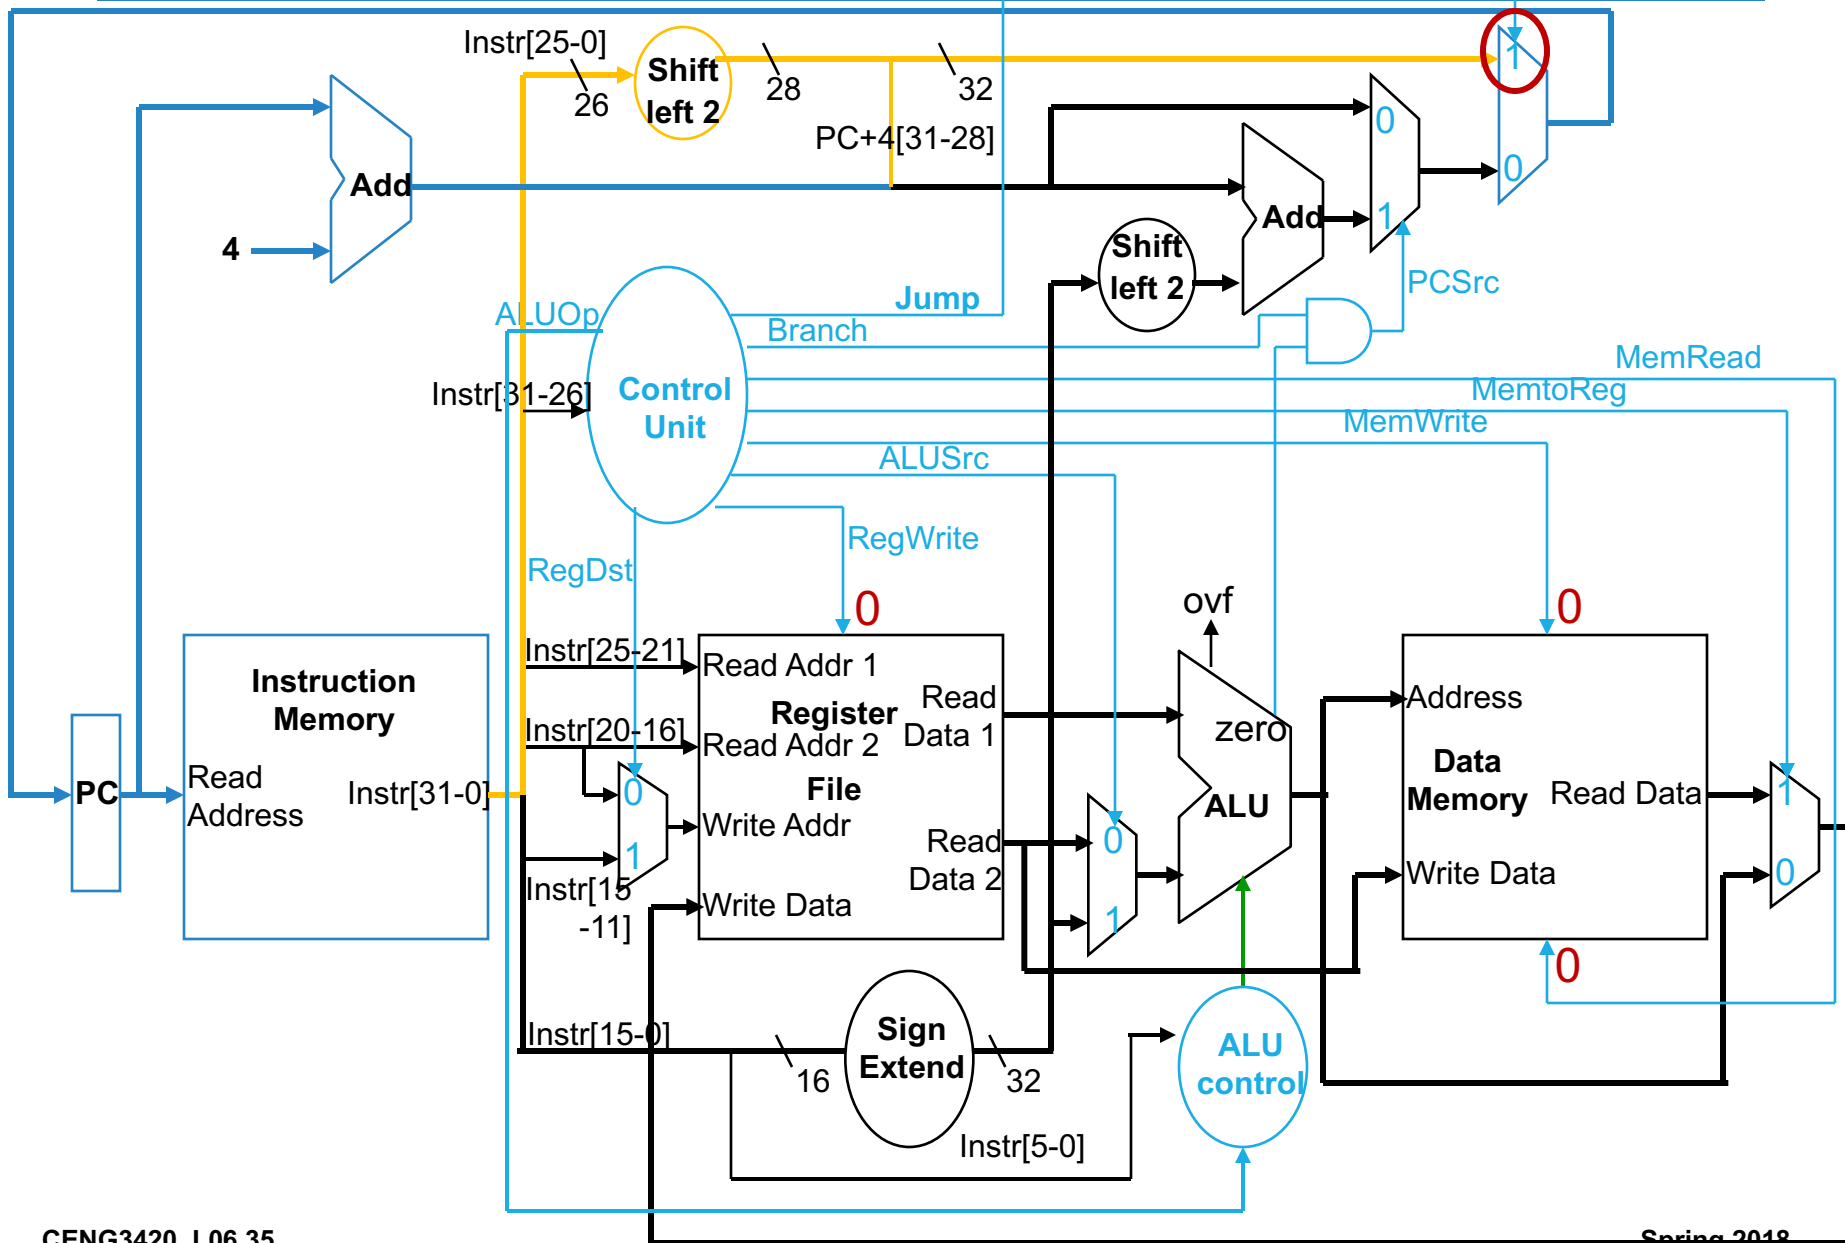 Instr[25-0]
Shift
left 2
26
28
32
1
PC+4[31-28]
0
0
Add
Add
1
4
Shift
left 2
PCSrc
Jump
ALUOp
Branch
MemRead
Instr[31-26]
Control
Unit
MemtoReg
MemWrite
ALUSrc
RegWrite
RegDst
0
ovf
0
Instr[25-21]
Read Addr 1
Instruction
Memory
Register
File
Read
Data 1
Instr[20-16]
Read Addr 2
zero
Address
Data
Memory
PC
Read
Address
Instr[31-0]
0
1
Write Addr
ALU
Read Data
1
0
Read
Data 2
0
1
Write Data
Instr[15
-11]
Write Data
0
Instr[15-0]
16
Sign
Extend
32
ALU
control
Instr[5-0]
CENG3420 L06.35
Spring 2018